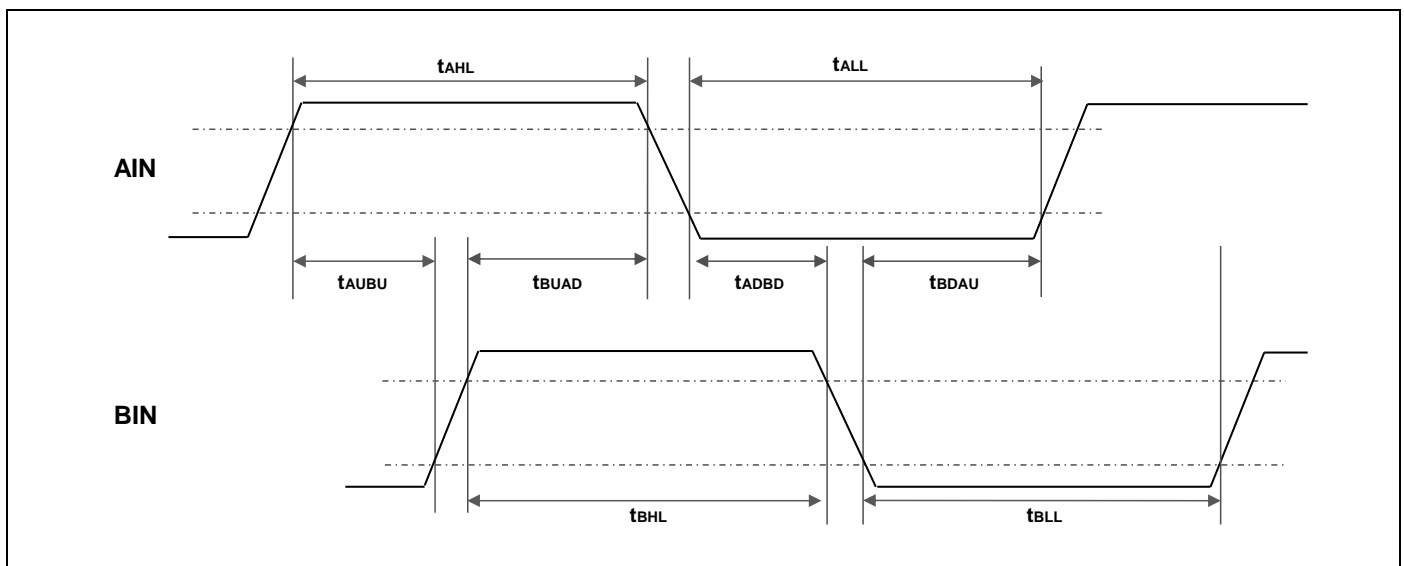 tAHL
tALL
AIN
tAUBU
tBUAD
tADBD
tBDAU
BIN
tBHL
tBLL